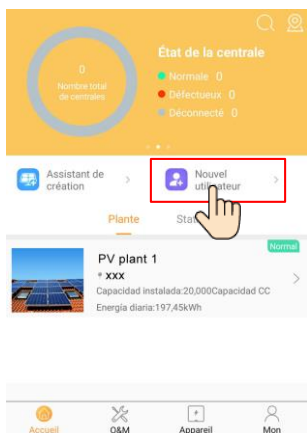 État de la centrale
0
Nombre total
de centrales
Normale 0
Défectueux 0
Déconnecté 0
Assistant de
création
Nouvel
utilisateur
Plante
Stat
Normal
PV plant 1
xxx
Capacidad instalada:20,000Capacidad CC
Energía diaria:197,45kWh
Accueil
O&M
Appareil
Mon